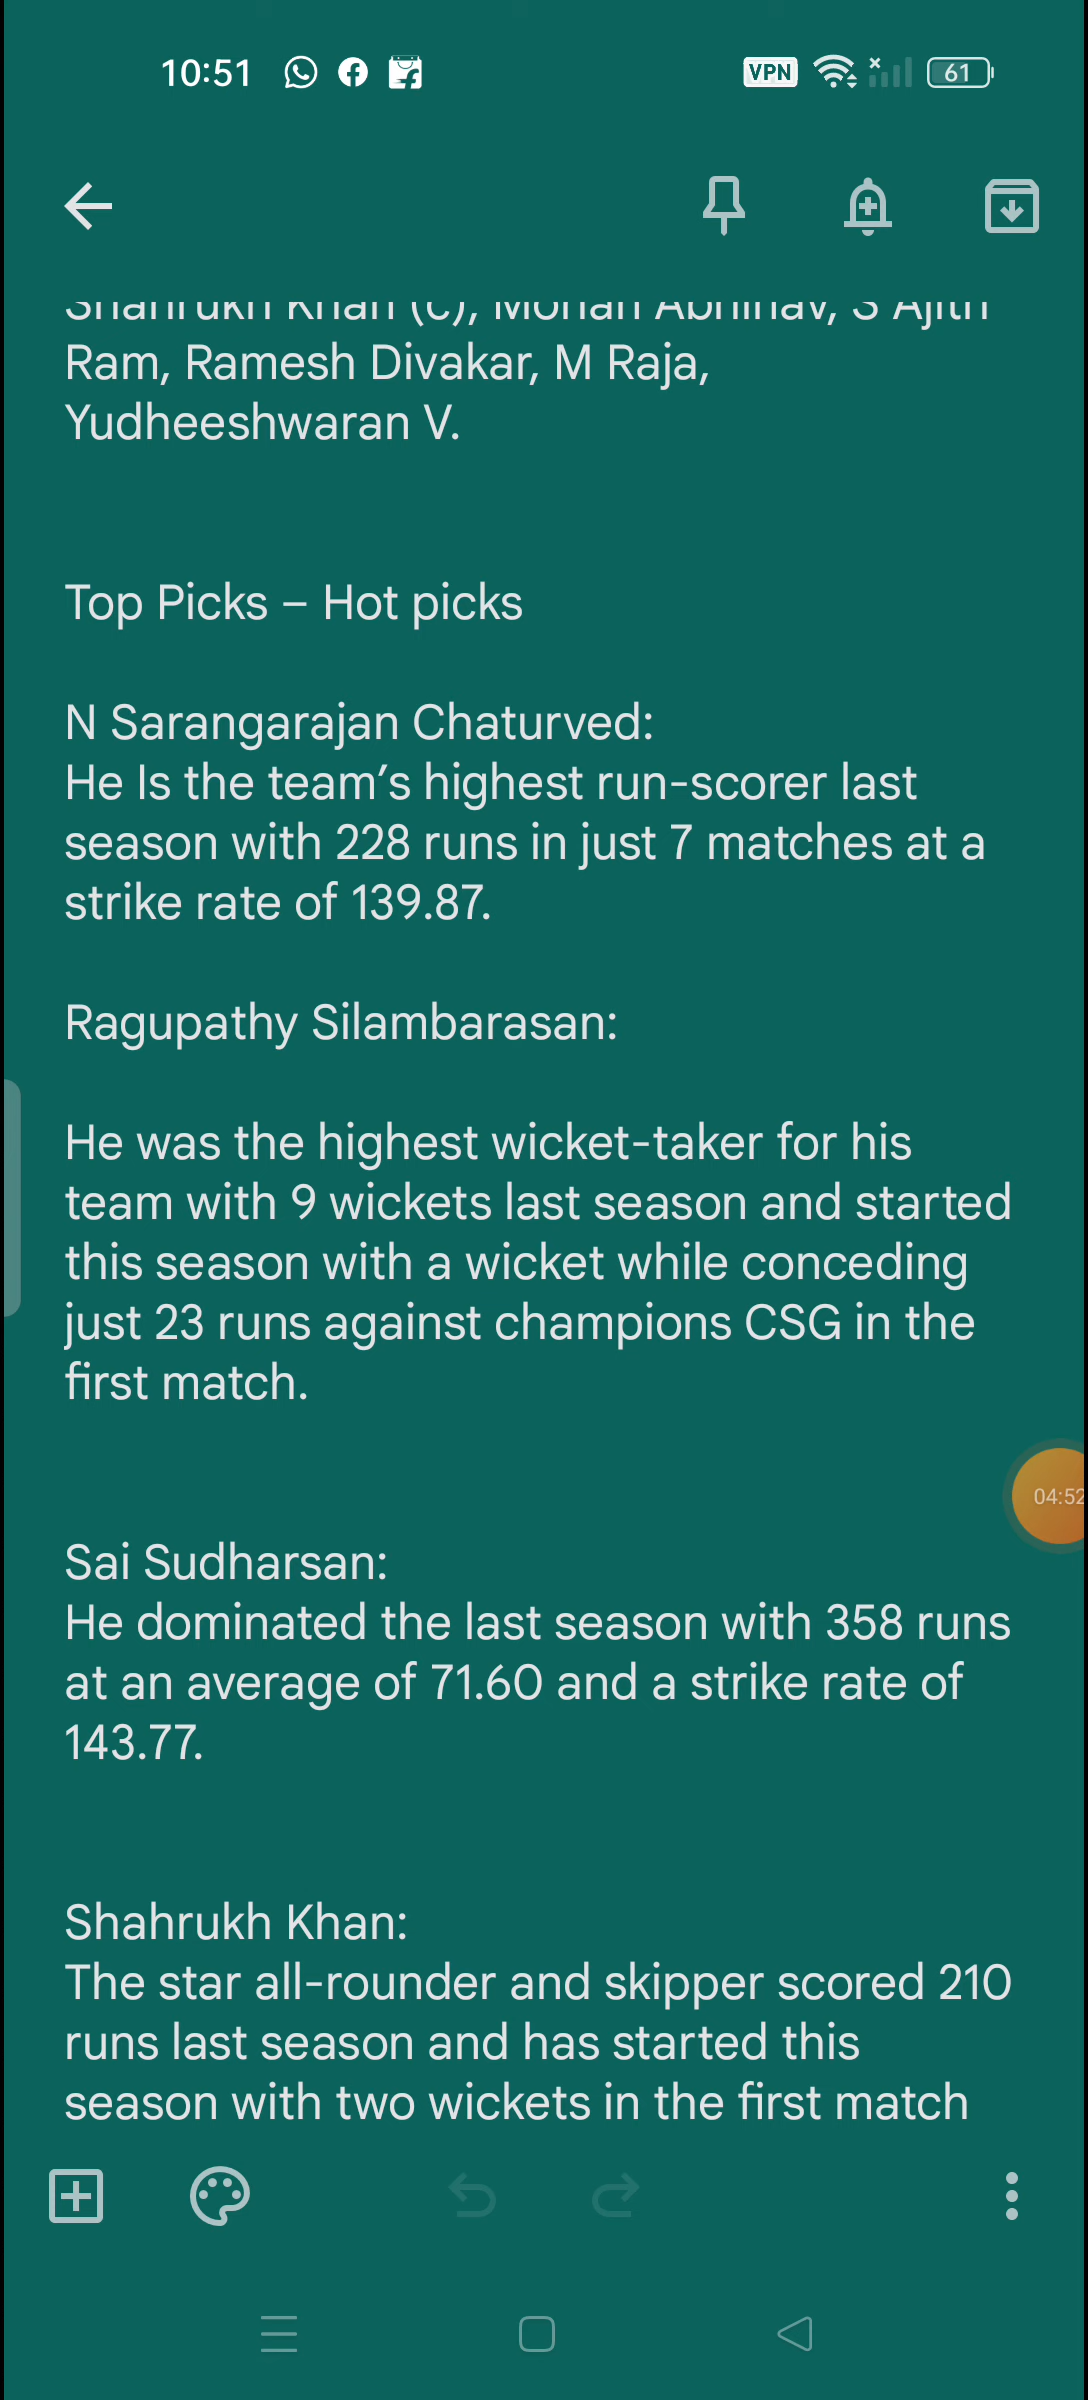 10:51
VPN
61
Shahrukh Khan (c), Mohan Abhinav, S Ajith
Ram, Ramesh Divakar, M Raja,
Yudheeshwaran V.
Top Picks – Hot picks
N Sarangarajan Chaturved:
He Is the team’s highest run-scorer last
season with 228 runs in just 7 matches at a
strike rate of 139.87.
Ragupathy Silambarasan:
He was the highest wicket-taker for his
team with 9 wickets last season and started
this season with a wicket while conceding
just 23 runs against champions CSG in the
first match.
04:52
Sai Sudharsan:
He dominated the last season with 358 runs
at an average of 71.60 and a strike rate of
143.77.
Shahrukh Khan:
The star all-rounder and skipper scored 210
runs last season and has started this
season with two wickets in the first match